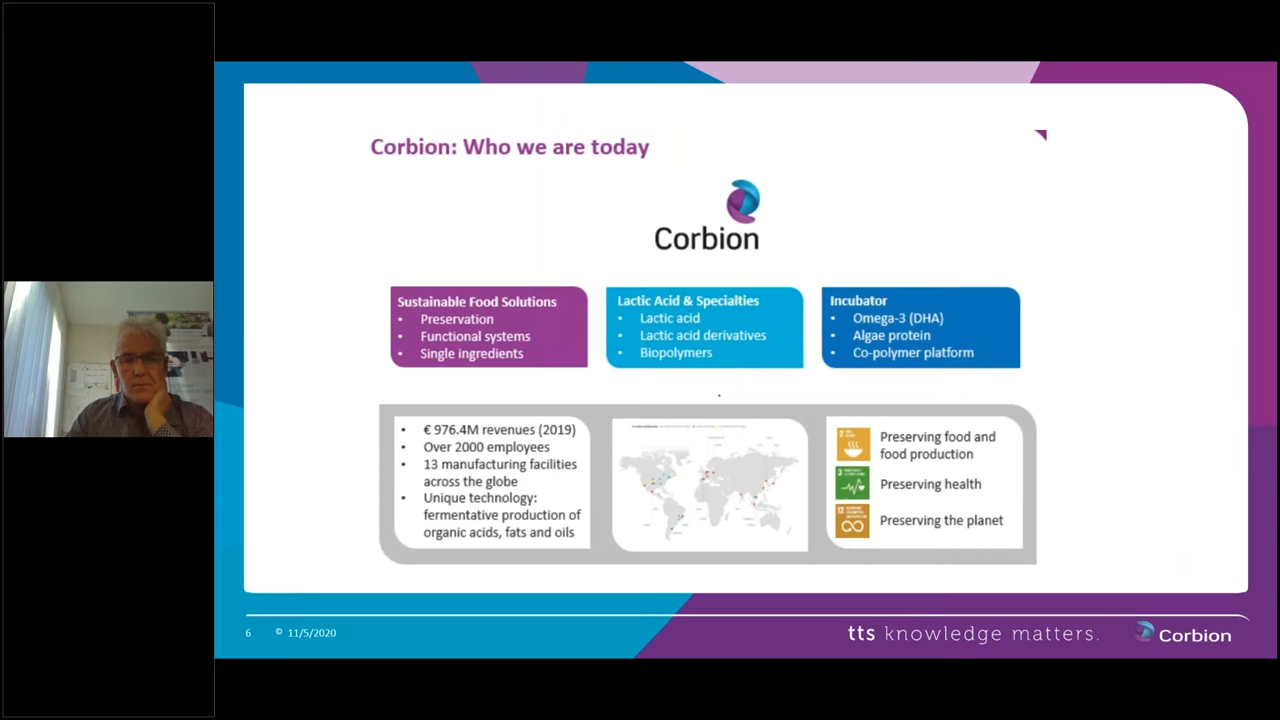 Corbion: Who we are today
Corbion
Sustainable Food Solutions
• Preservation
• Functional systems
• Single ingredients
Lactic Acid & Specialties
• Lactic acid
• Lactic acid derivatives
• Biopolymers
Incubator
• Omega-3 (DHA)
• Algae protein
• Co-polymer platform
• € 976.4M revenues (2019)
• Over 2000 employees
• 13 manufacturing facilities
across the globe
• Unique technology:
fermentative production of
organic acids, fats and oils
2
Preserving food and
food production
3
Preserving health
12
Preserving the planet
6 © 11/5/2020
tts knowledge matters.
Corbion